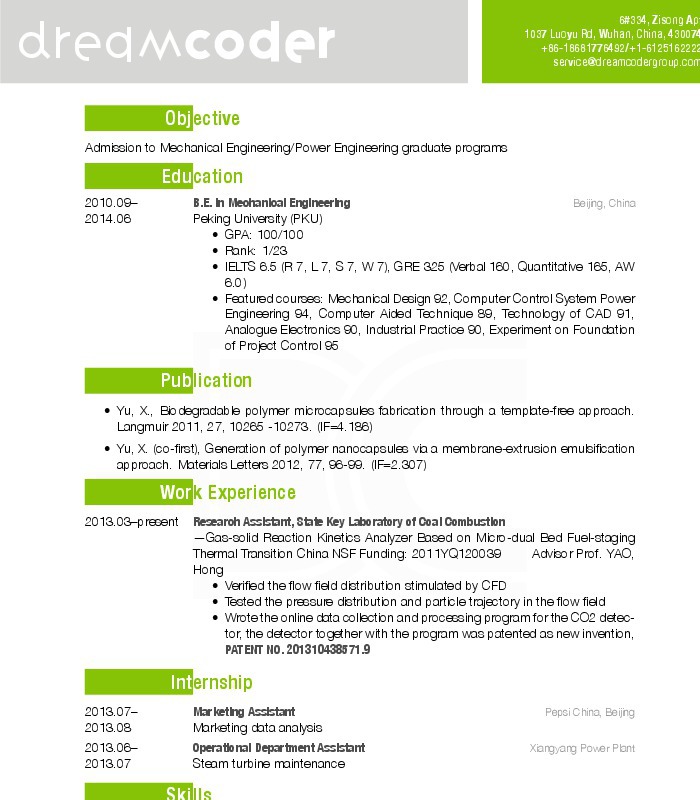 dreamcoder
6#334, Zisong Ap
1037 Luoyu Rd, Wuhan, China, 430074
+86-18681776492/+1-6125162222
service@dreamcodergroup.com
Objective
Admission to Mechanical Engineering/Power Engineering graduate programs
Education
2010.09–
2014.06
B.E. in Mechanical Engineering
Beijing, China
Peking University (PKU)
• GPA: 100/100
• Rank: 1/23
• IELTS 6.5 (R 7, L 7, S 7, W 7), GRE 325 (Verbal 160, Quantitative 165, AW
6.0)
• Featured courses: Mechanical Design 92, Computer Control System Power
Engineering 94, Computer Aided Technique 89, Technology of CAD 91,
Analogue Electronics 90, Industrial Practice 90, Experiment on Foundation
of Project Control 95
Publication
• Yu, X., Biodegradable polymer microcapsules fabrication through a template-free approach.
Langmuir 2011, 27, 10265 -10273. (IF=4.186)
• Yu, X. (co-first), Generation of polymer nanocapsules via a membrane-extrusion emulsification
approach. Materials Letters 2012, 77, 96-99. (IF=2.307)
Work Experience
2013.03–present
Research Assistant, State Key Laboratory of Coal Combustion
—Gas-solid Reaction Kinetics Analyzer Based on Micro-dual Bed Fuel-staging
Thermal Transition China NSF Funding: 2011YQ120039 Advisor Prof. YAO,
Hong
• Verified the flow field distribution stimulated by CFD
• Tested the pressure distribution and particle trajectory in the flow field
• Wrote the online data collection and processing program for the CO2 detec-
tor, the detector together with the program was patented as new invention,
PATENT NO. 201310438571.9
Internship
2013.07–
2013.08
Marketing Assistant
Pepsi China, Beijing
Marketing data analysis
2013.06–
2013.07
Operational Department Assistant
Xiangyang Power Plant
Steam turbine maintenance
Skills